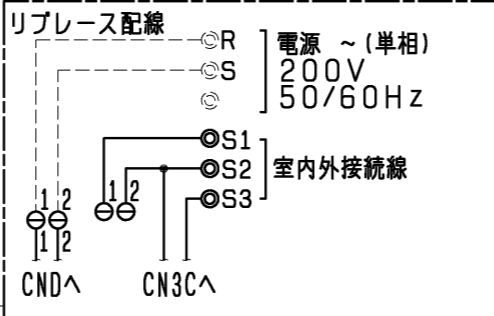 リプレース配線
R
S
電源 ~(単相)
200V
50/60Hz
S1
S2
S3
室内外接続線
1 2
1 2
1 2
CNDへ
CN3Cへ